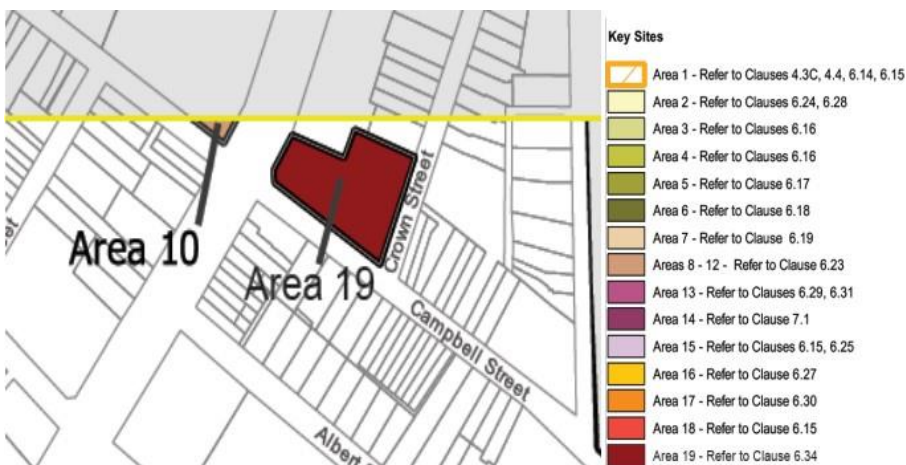 Key Sites
Area 1 - Refer to Clauses 4.3C, 4.4, 6.14, 6.15
Area 2 - Refer to Clauses 6.24, 6.28
Area 3 - Refer to Clauses 6.16
Area 4 - Refer to Clauses 6.16
Area 5 - Refer to Clause 6.17
Area 6 - Refer to Clause 6.18
Area 7 - Refer to Clause 6.19
Areas 8 - 12 - Refer to Clause 6.23
Area 13 - Refer to Clauses 6.29, 6.31
Area 14 - Refer to Clause 7.1
Area 15 - Refer to Clauses 6.15, 6.25
Area 16 - Refer to Clause 6.27
Area 17 - Refer to Clause 6.30
Area 18 - Refer to Clause 6.15
Area 19 - Refer to Clause 6.34
Area 10
Area 19
Crown Street
Campbell Street
Albert